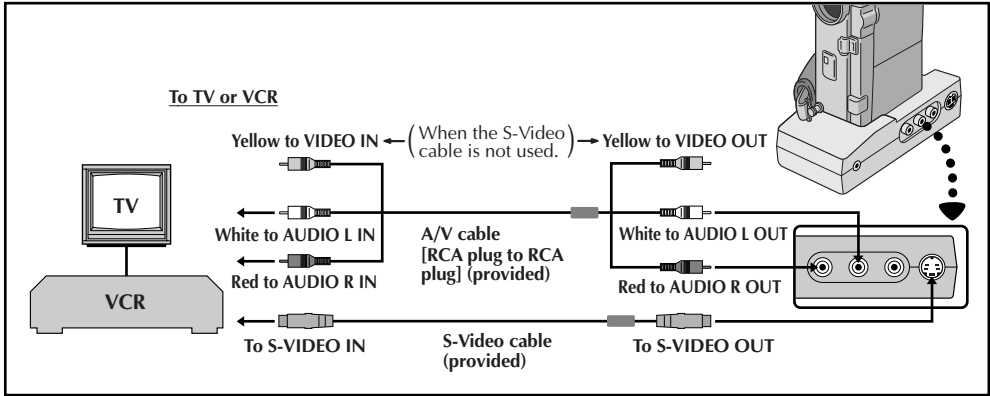 To TV or VCR
Yellow to VIDEO IN
(When the S-Video
cable is not used.)
Yellow to VIDEO OUT
TV
White to AUDIO L IN
A/V cable
[RCA plug to RCA
plug] (provided)
White to AUDIO L OUT
VCR
Red to AUDIO R IN
Red to AUDIO R OUT
To S-VIDEO IN
S-Video cable
(provided)
To S-VIDEO OUT